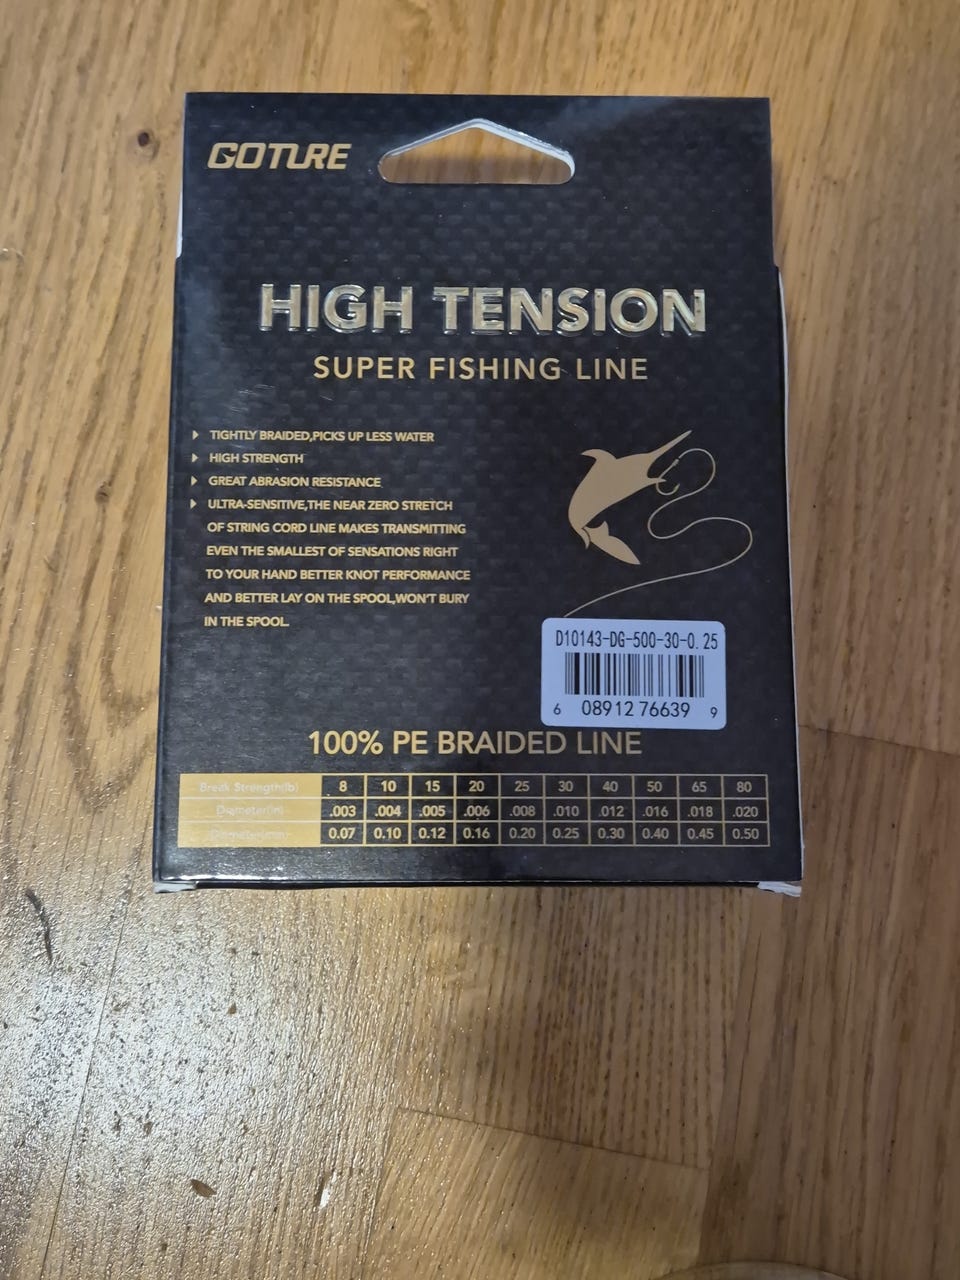 GOTURE
HIGH TENSION
SUPER FISHING LINE
TIGHTLY BRAIDED,PICKS UP LESS WATER
HIGH STRENGTH
GREAT ABRASION RESISTANCE
ULTRA-SENSITIVE,THE NEAR ZERO STRETCH
OF STRING CORD LINE MAKES TRANSMITTING
EVEN THE SMALLEST OF SENSATIONS RIGHT
TO YOUR HAND BETTER KNOT PERFORMANCE
AND BETTER LAY ON THE SPOOL,WON'T BURY
IN THE SPOOL.
D10143-DG-500-30-0.25
6 08912 76639 9
100% PE BRAIDED LINE
Break Strength(lb) 8 10 15 20 25 30 40 50 65 80
Diameter(in) .003 .004 .005 .006 .008 .010 .012 .016 .018 .020
Diameter(mm) 0.07 0.10 0.12 0.16 0.20 0.25 0.30 0.40 0.45 0.50